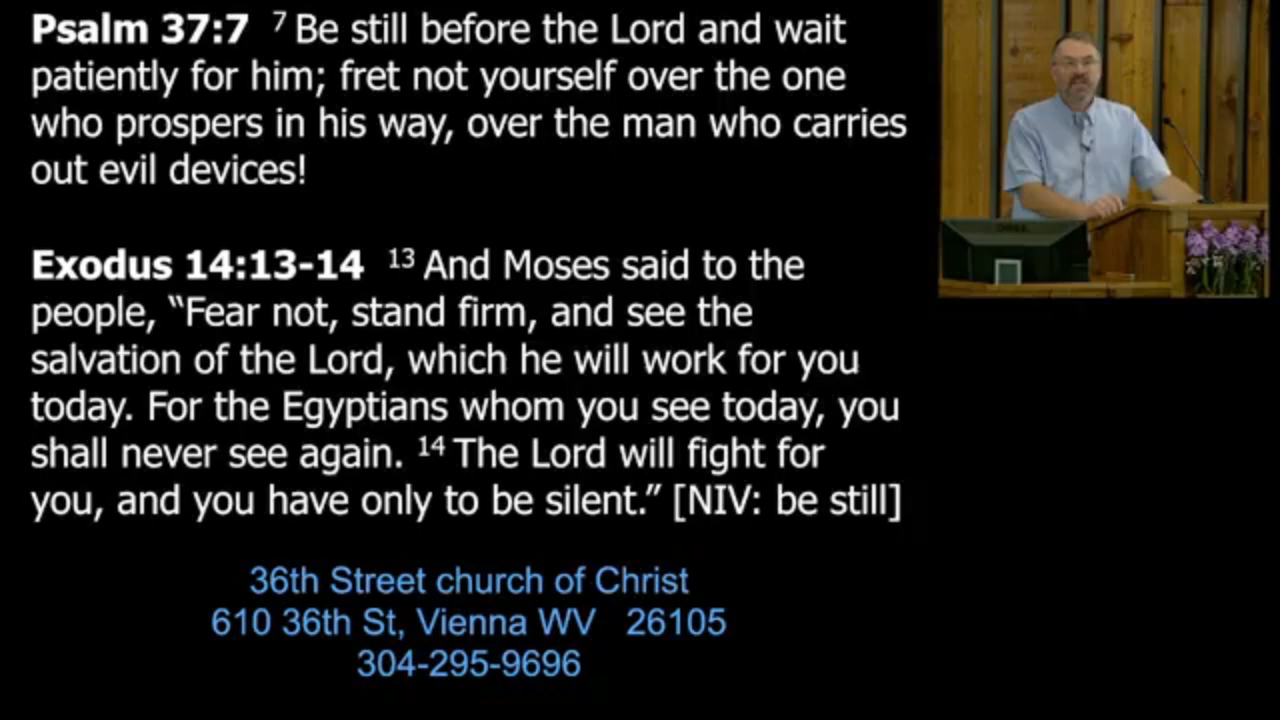 Psalm 37:7 7 Be still before the Lord and wait
patiently for him; fret not yourself over the one
who prospers in his way, over the man who carries
out evil devices!
Exodus 14:13-14 13 And Moses said to the
people, “Fear not, stand firm, and see the
salvation of the Lord, which he will work for you
today. For the Egyptians whom you see today, you
shall never see again. 14 The Lord will fight for
you, and you have only to be silent.” [NIV: be still]
36th Street church of Christ
610 36th St, Vienna WV 26105
304-295-9696